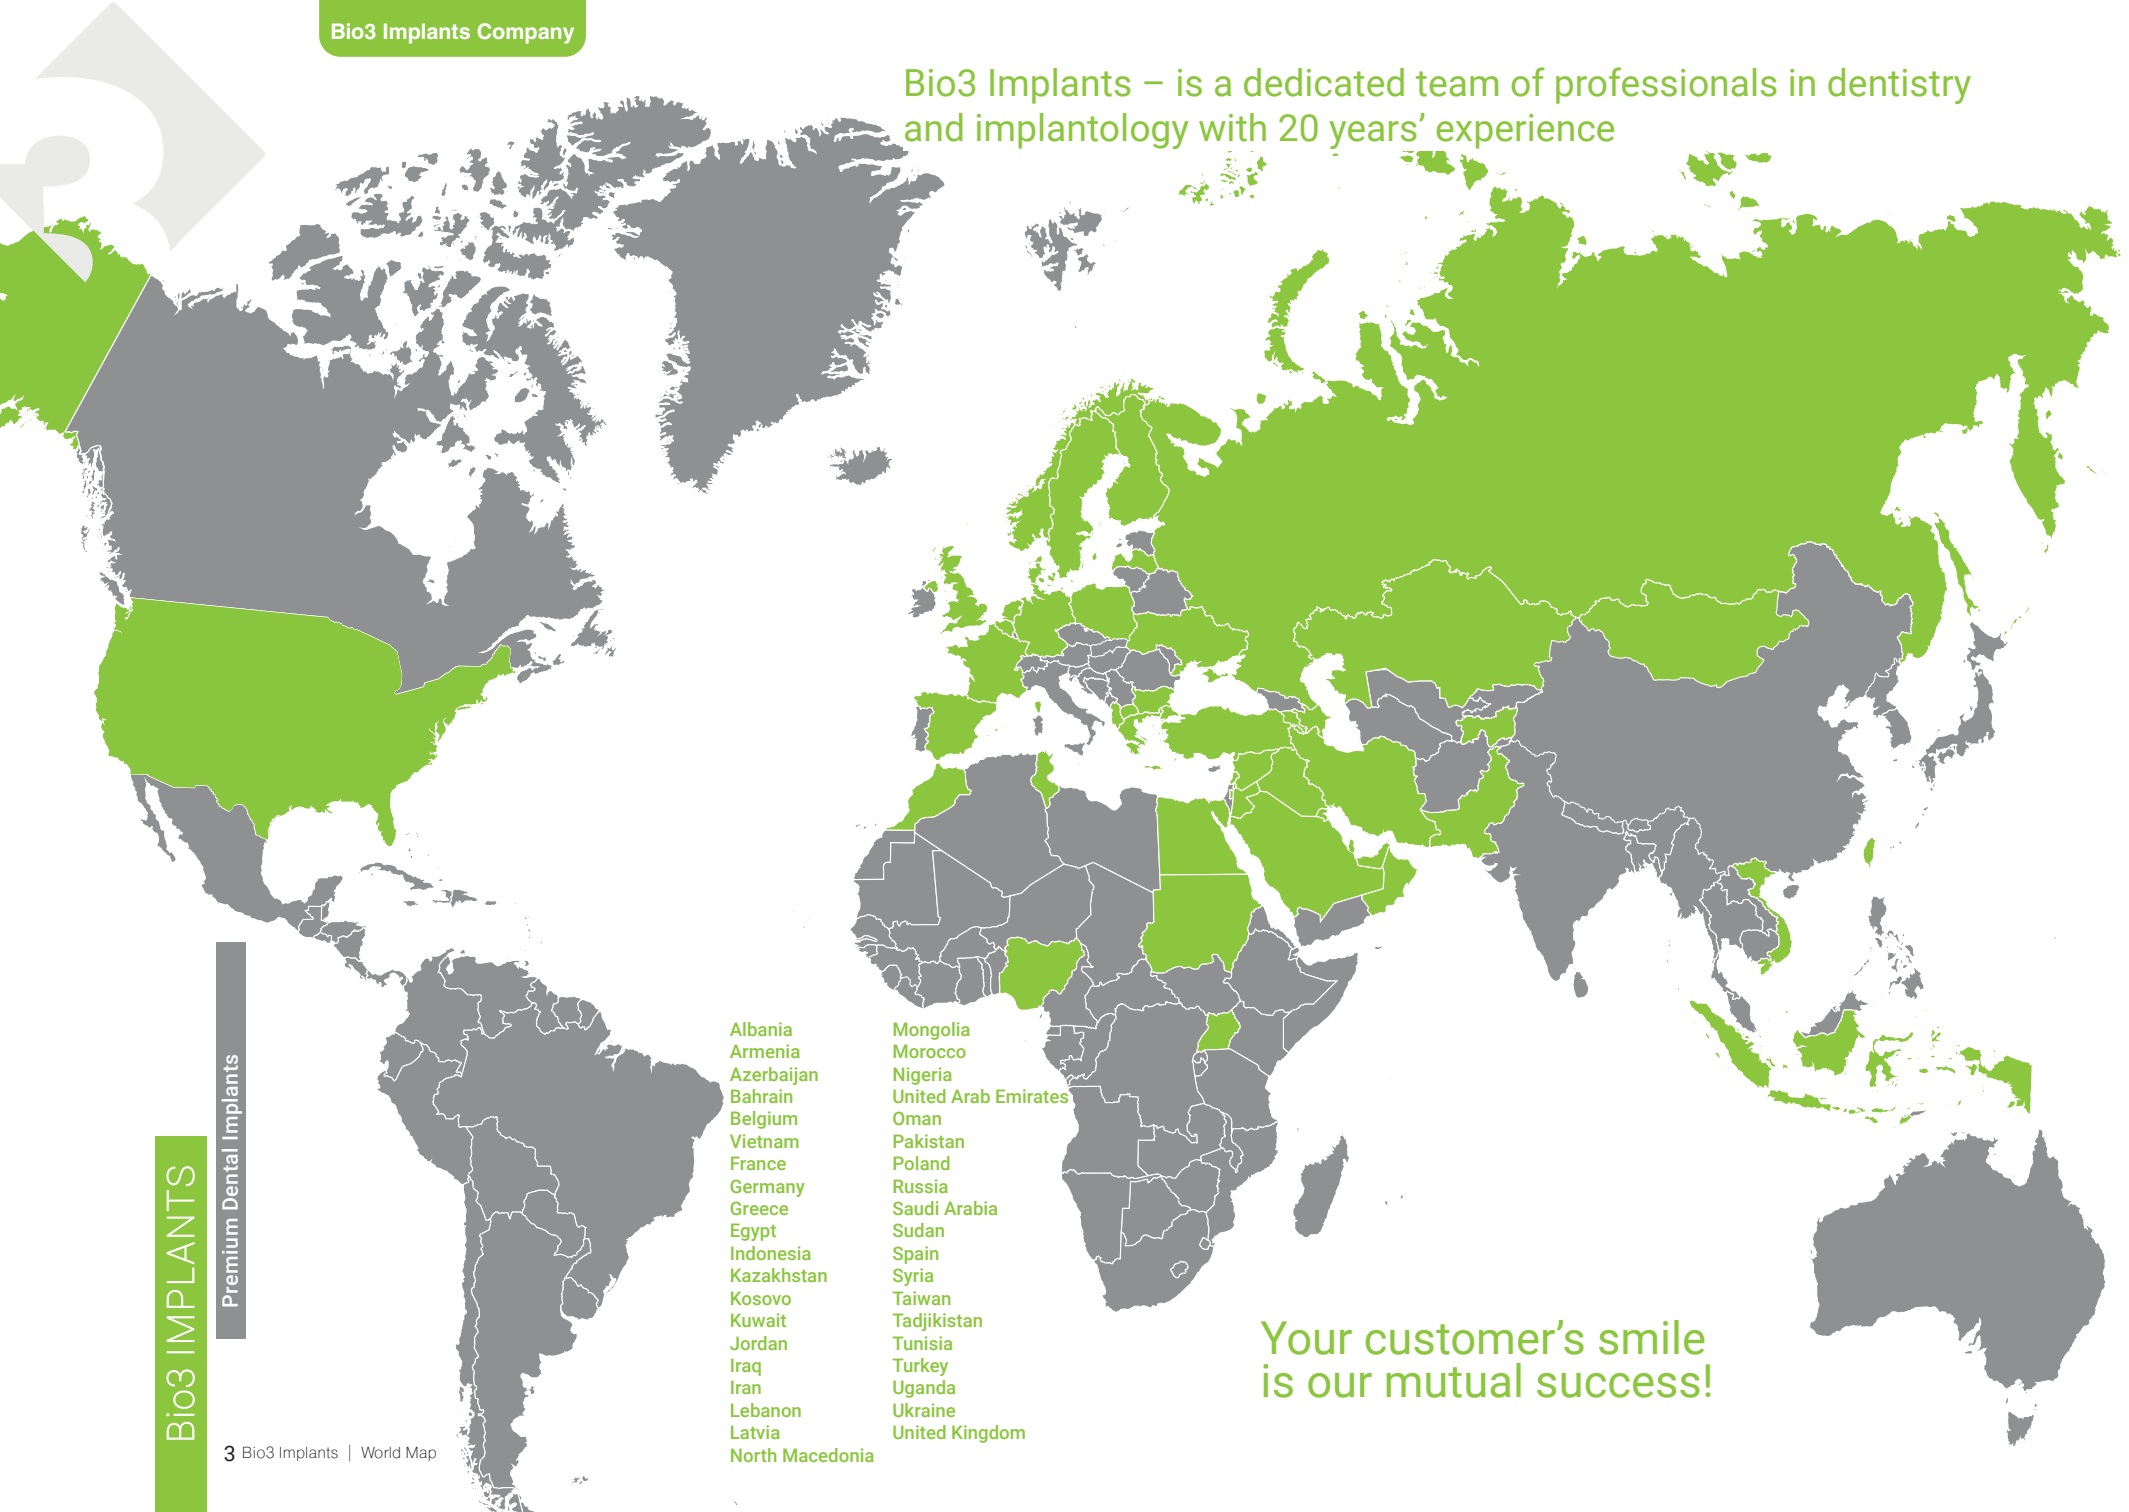 Bio3 Implants Company
Bio3 Implants – is a dedicated team of professionals in dentistry
and implantology with 20 years’ experience
Albania
Armenia
Azerbaijan
Bahrain
Belgium
Vietnam
France
Germany
Greece
Egypt
Indonesia
Kazakhstan
Kosovo
Kuwait
Jordan
Iraq
Iran
Lebanon
Latvia
North Macedonia
Mongolia
Morocco
Nigeria
United Arab Emirates
Oman
Pakistan
Poland
Russia
Saudi Arabia
Sudan
Spain
Syria
Taiwan
Tadjikistan
Tunisia
Turkey
Uganda
Ukraine
United Kingdom
Your customer’s smile
is our mutual success!
Bio3 IMPLANTS
Premium Dental Implants
3 Bio3 Implants | World Map
3